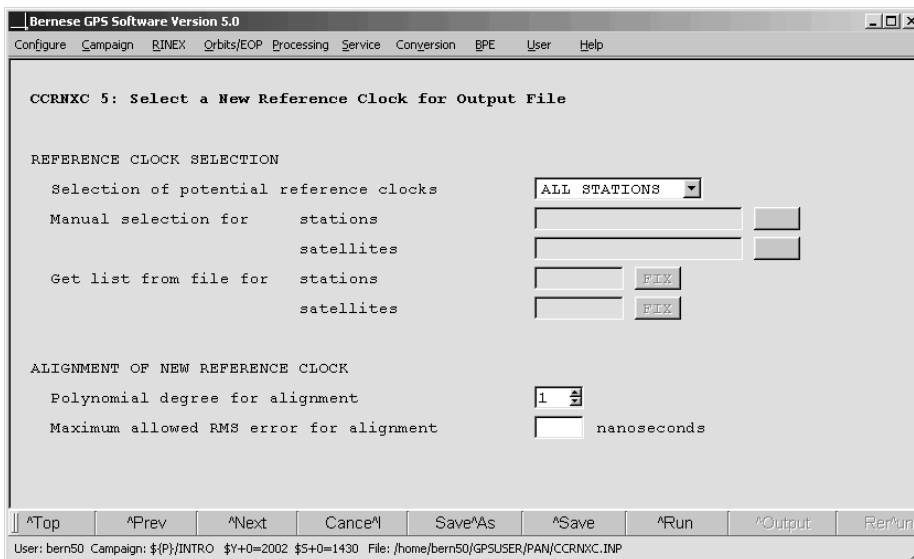 Bernese GPS Software Version 5.0
Configure Campaign RINEX Orbits/EOP Processing Service Conversion BPE User Help
CCRNXC 5: Select a New Reference Clock for Output File
REFERENCE CLOCK SELECTION
Selection of potential reference clocks ALL STATIONS
Manual selection for stations
satellites
Get list from file for stations FIX
satellites FIX
ALIGNMENT OF NEW REFERENCE CLOCK
Polynomial degree for alignment 1
Maximum allowed RMS error for alignment nanoseconds
^Top ^Prev ^Next Cance^l Save^As ^Save ^Run ^Output Rer^un
User: bern50 Campaign: ${P}/INTRO $Y+0=2002 $S+0=1430 File: /home/bern50/GPSUSER/PAN/CCRNXC.INP